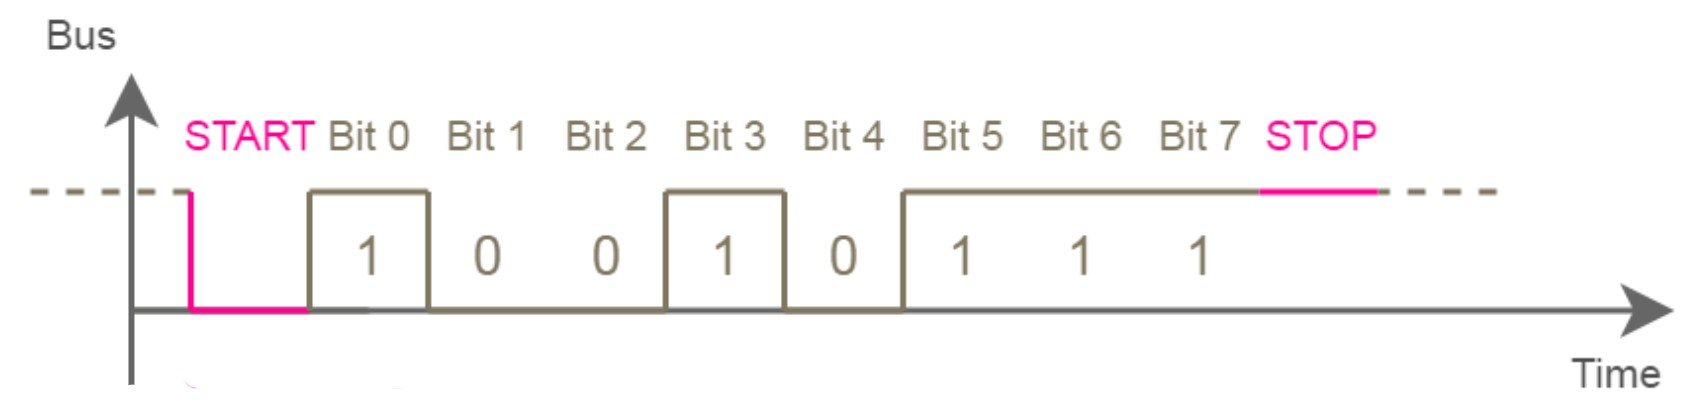 Bus
START Bit 0 Bit 1 Bit 2 Bit 3 Bit 4 Bit 5 Bit 6 Bit 7 STOP
1 0 0 1 0 1 1 1
Time